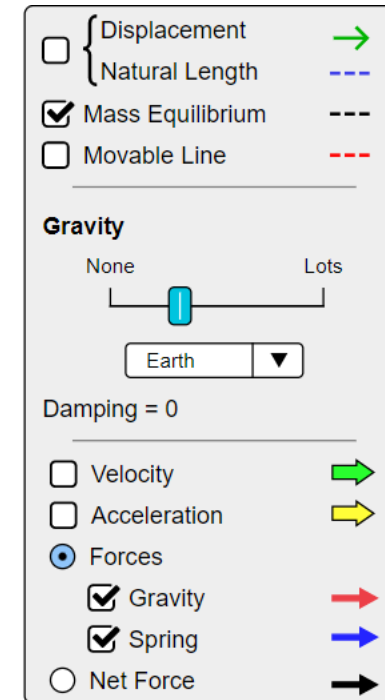 Displacement
Natural Length
Mass Equilibrium
Movable Line
Gravity
None Lots
Earth
Damping = 0
Velocity
Acceleration
Forces
Gravity
Spring
Net Force